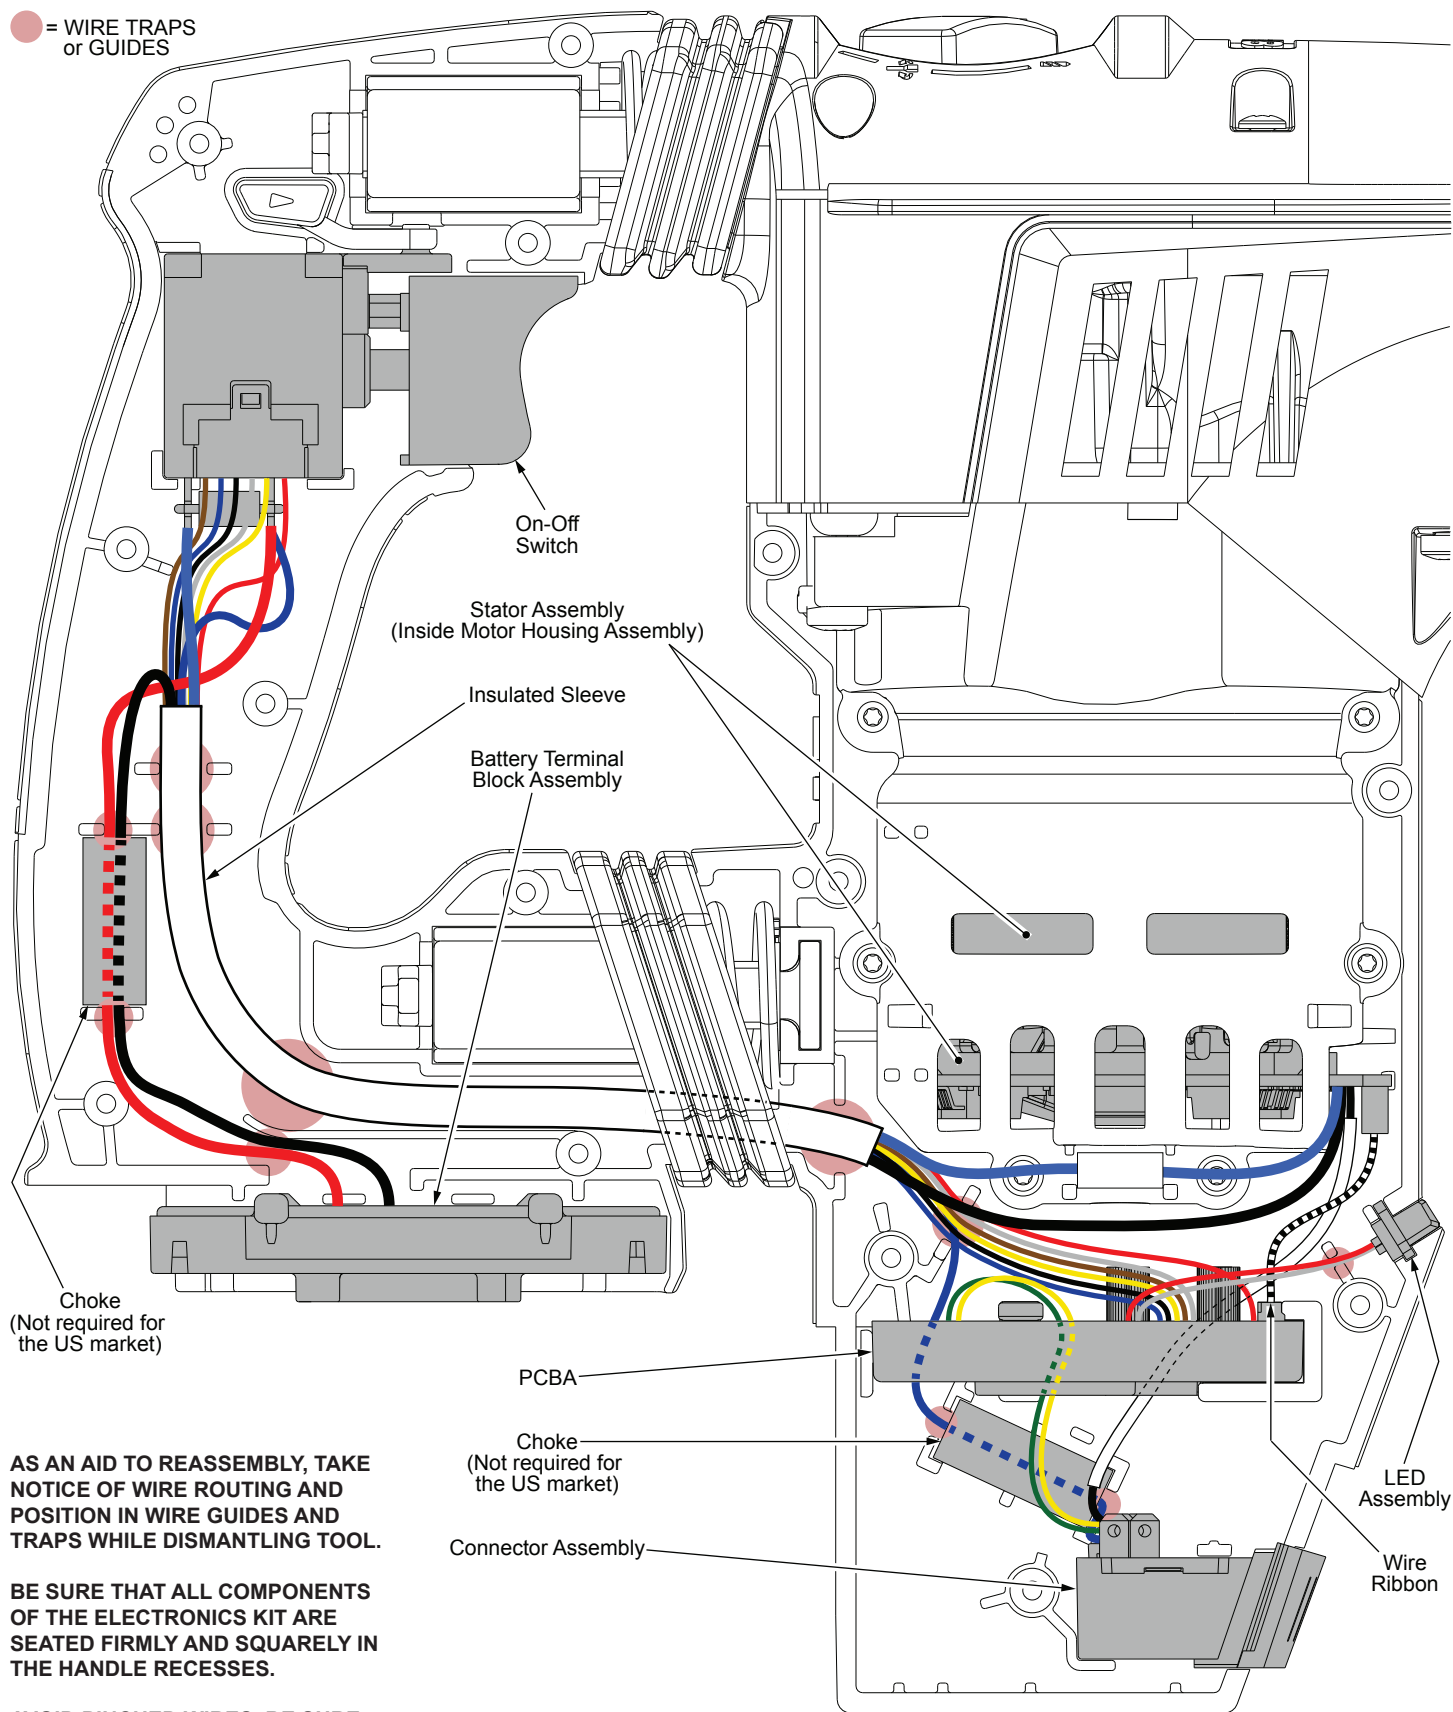 = WIRE TRAPS
or GUIDES
On-Off
Switch
Stator Assembly
(Inside Motor Housing Assembly)
Insulated Sleeve
Battery Terminal
Block Assembly
Choke
(Not required for
the US market)
PCBA
Choke
(Not required for
the US market)
Connector Assembly
LED
Assembly
Wire
Ribbon
AS AN AID TO REASSEMBLY, TAKE
NOTICE OF WIRE ROUTING AND
POSITION IN WIRE GUIDES AND
TRAPS WHILE DISMANTLING TOOL.
BE SURE THAT ALL COMPONENTS
OF THE ELECTRONICS KIT ARE
SEATED FIRMLY AND SQUARELY IN
THE HANDLE RECESSES.